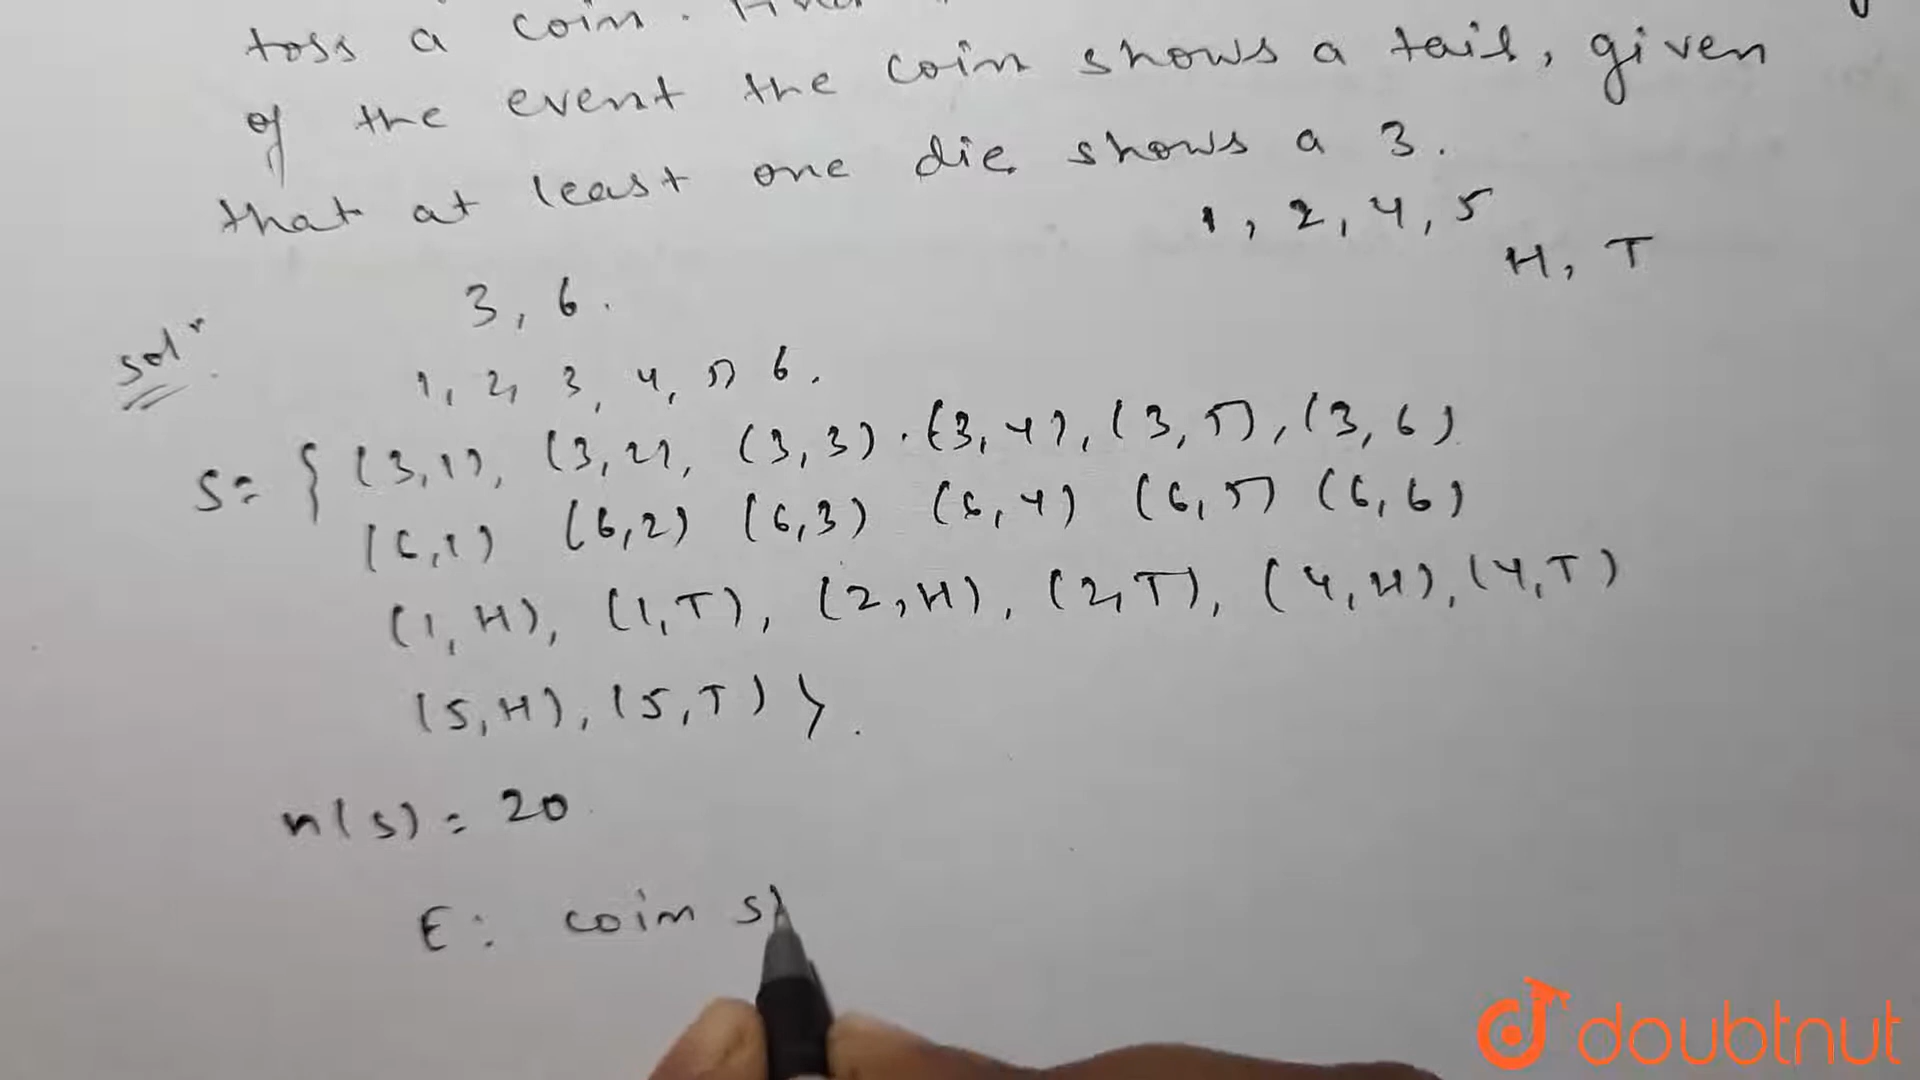 toss a coin.
of the event the coin shows a tail, given
that at least one die shows a 3.
1, 2, 4, 5
H, T
3, 6.
Solⁿ.
1, 2, 3, 4, 5, 6.
S = { (3,1), (3,2), (3,3). (3,4), (3,5), (3,6)
(6,1) (6,2) (6,3) (6,4) (6,5) (6,6)
(1,H), (1,T), (2,H), (2,T), (4,H), (4,T)
(5,H), (5,T) }.
n(s) = 20.
E: coin sh
doubtnut